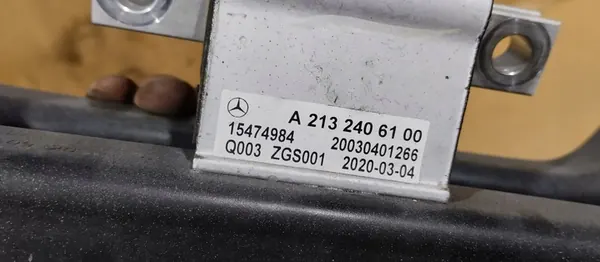 A 213 240 61 00
15474984 20030401266
Q003 ZGS001 2020-03-04